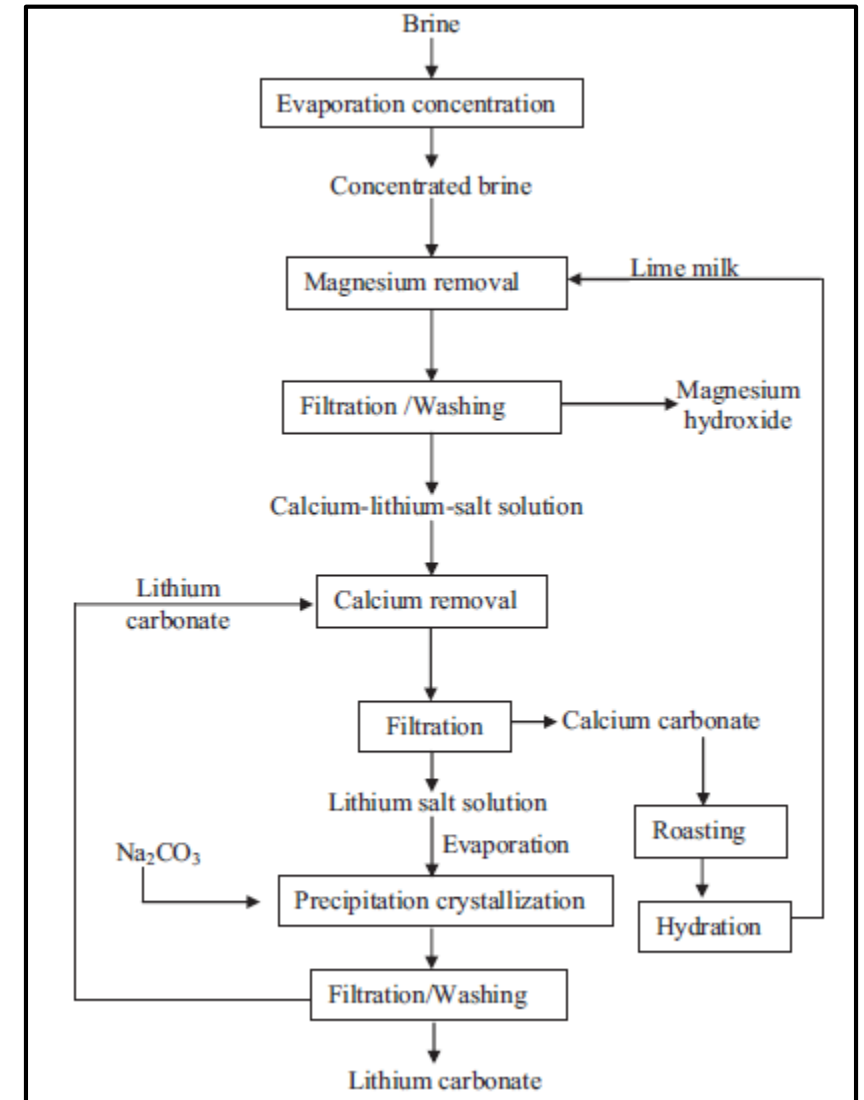 Brine
Evaporation concentration
Concentrated brine
Magnesium removal
Lime milk
Filtration /Washing
Magnesium
hydroxide
Calcium-lithium-salt solution
Lithium
carbonate
Calcium removal
Filtration
Calcium carbonate
Lithium salt solution
Roasting
Evaporation
Na₂CO₃
Precipitation crystallization
Hydration
Filtration/Washing
Lithium carbonate